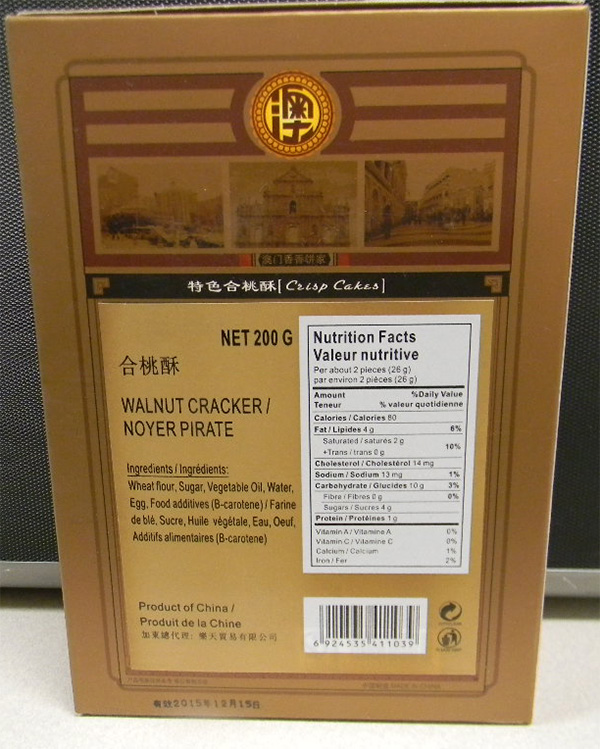 澳门香香饼家
特色合桃酥[Crisp Cakes]
NET 200 G
合桃酥
WALNUT CRACKER /
NOYER PIRATE
Ingredients / Ingrédients:
Wheat flour, Sugar, Vegetable Oil, Water,
Egg, Food additives (B-carotene) / Farine
de blé, Sucre, Huile végétale, Eau, Oeuf,
Additifs alimentaires (B-carotene)
Nutrition Facts
Valeur nutritive
Per about 2 pieces (26 g)
par environ 2 pièces (26 g)
Amount %Daily Value
Teneur % valeur quotidienne
Calories / Calories 80
Fat / Lipides 4 g 6%
Saturated / saturés 2 g
+Trans / trans 0 g 10%
Cholesterol / Cholestérol 14 mg
Sodium / Sodium 13 mg 1%
Carbohydrate / Glucides 10 g 3%
Fibre / Fibres 0 g 0%
Sugars / Sucres 4 g
Protein / Protéines 1 g
Vitamin A / Vitamine A 0%
Vitamin C / Vitamine C 0%
Calcium / Calcium 1%
Iron / Fer 2%
Product of China /
Produit de la Chine
加東總代理: 樂天貿易有限公司
6 924535 411039
MADE IN CHINA
有效2015年12月15日